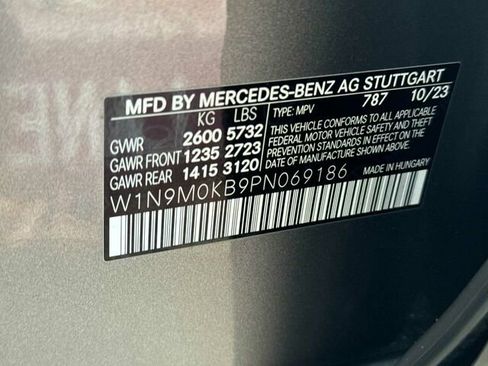 MFD BY MERCEDES-BENZ AG STUTTGART
KG LBS TYPE: MPV 787 10/23
GVWR 2600 5732
GAWR FRONT 1235 2723
GAWR REAR 1415 3120
THIS VEHICLE CONFORMS TO ALL APPLICABLE
FEDERAL MOTOR VEHICLE SAFETY AND THEFT
PREVENTION STANDARDS IN EFFECT ON THE
DATE OF MANUFACTURE SHOWN ABOVE.
W1N9M0KB9PN069186
MADE IN HUNGARY